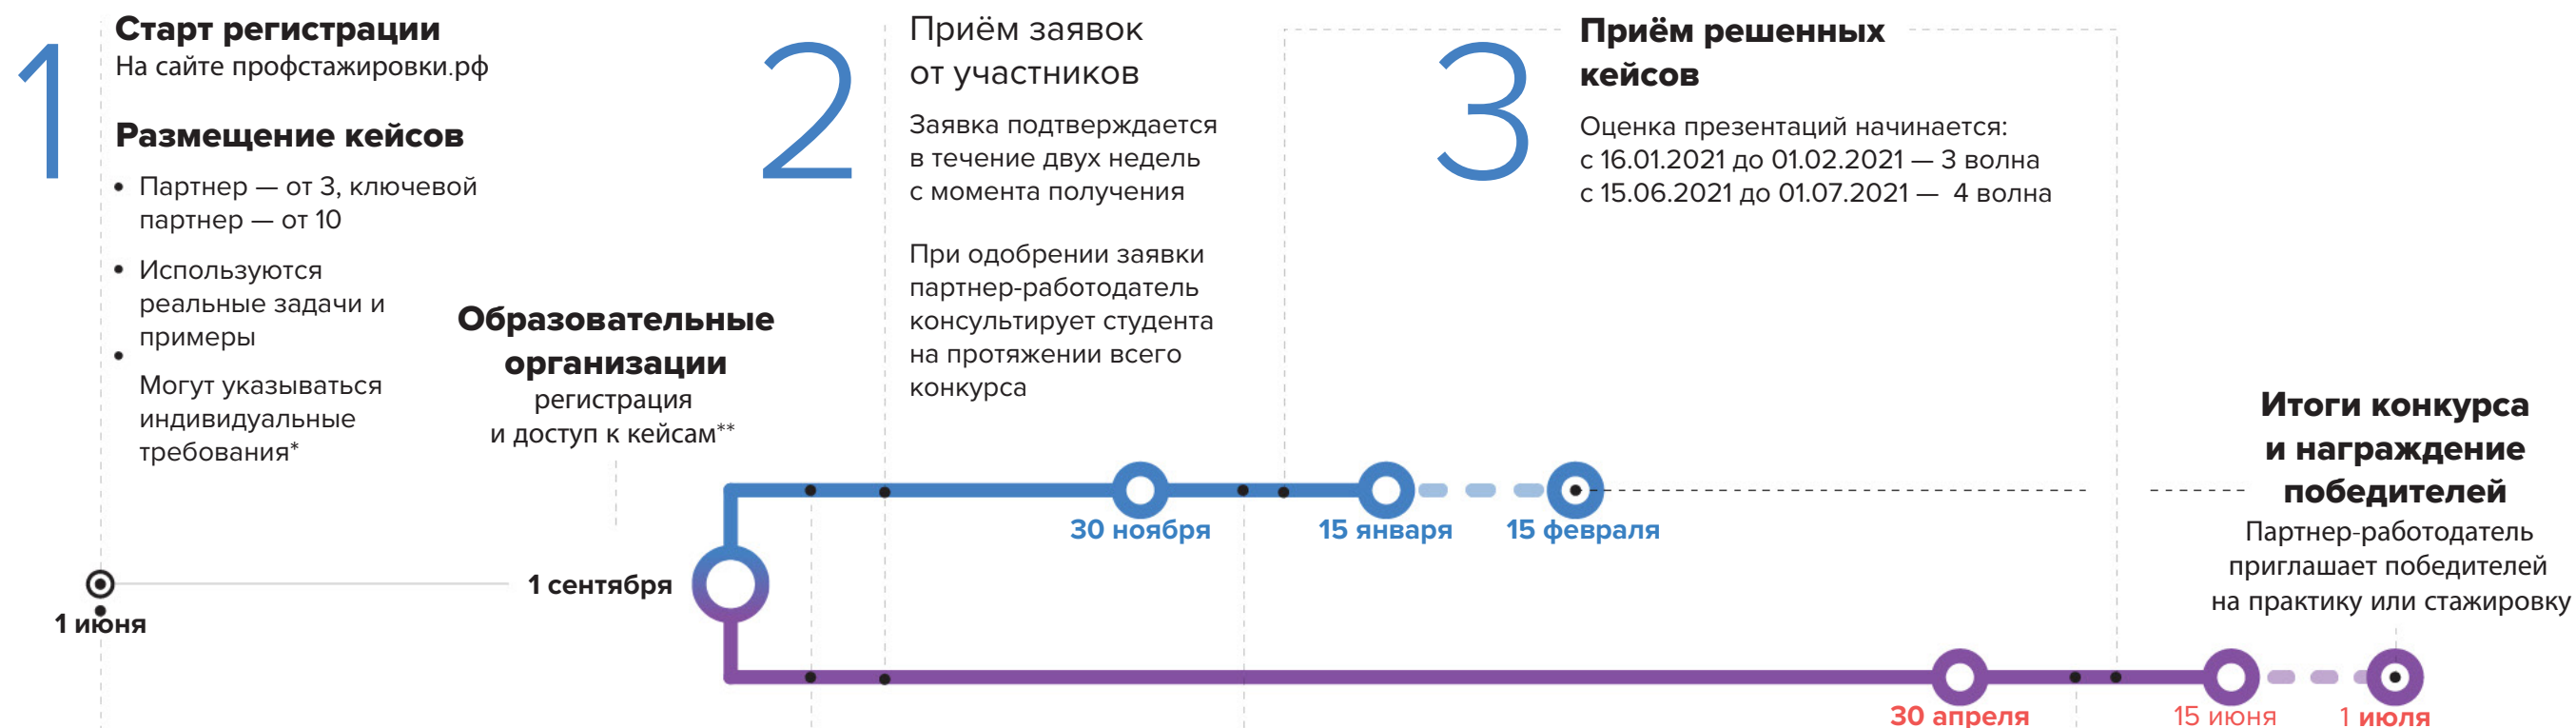 1
Старт регистрации
На сайте профстажировки.рф
Размещение кейсов
• Партнер — от 3, ключевой
партнер — от 10
• Используются
реальные задачи и
примеры
•
Могут указываться
индивидуальные
требования*
Образовательные
организации
регистрация
и доступ к кейсам**
2
Приём заявок
от участников
Заявка подтверждается
в течение двух недель
с момента получения
При одобрении заявки
партнер-работодатель
консультирует студента
на протяжении всего
конкурса
3
Приём решенных
кейсов
Оценка презентаций начинается:
с 16.01.2021 до 01.02.2021 — 3 волна
с 15.06.2021 до 01.07.2021 — 4 волна
Итоги конкурса
и награждение
победителей
Партнер-работодатель
приглашает победителей
на практику или стажировку
30 ноября
15 января
15 февраля
1 сентября
1 июня
30 апреля
15 июня
1 июля